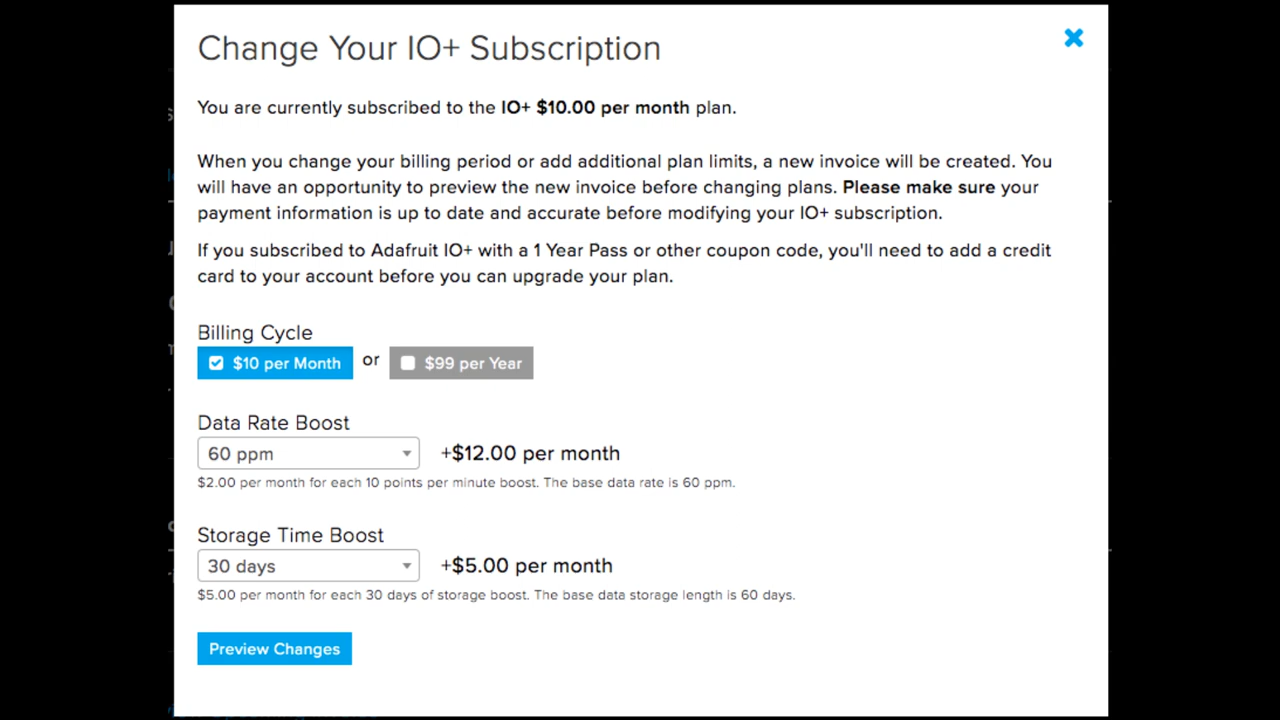 Change Your IO+ Subscription
You are currently subscribed to the IO+ $10.00 per month plan.
When you change your billing period or add additional plan limits, a new invoice will be created. You
will have an opportunity to preview the new invoice before changing plans. Please make sure your
payment information is up to date and accurate before modifying your IO+ subscription.
If you subscribed to Adafruit IO+ with a 1 Year Pass or other coupon code, you'll need to add a credit
card to your account before you can upgrade your plan.
Billing Cycle
$10 per Month or $99 per Year
Data Rate Boost
60 ppm +$12.00 per month
$2.00 per month for each 10 points per minute boost. The base data rate is 60 ppm.
Storage Time Boost
30 days +$5.00 per month
$5.00 per month for each 30 days of storage boost. The base data storage length is 60 days.
Preview Changes